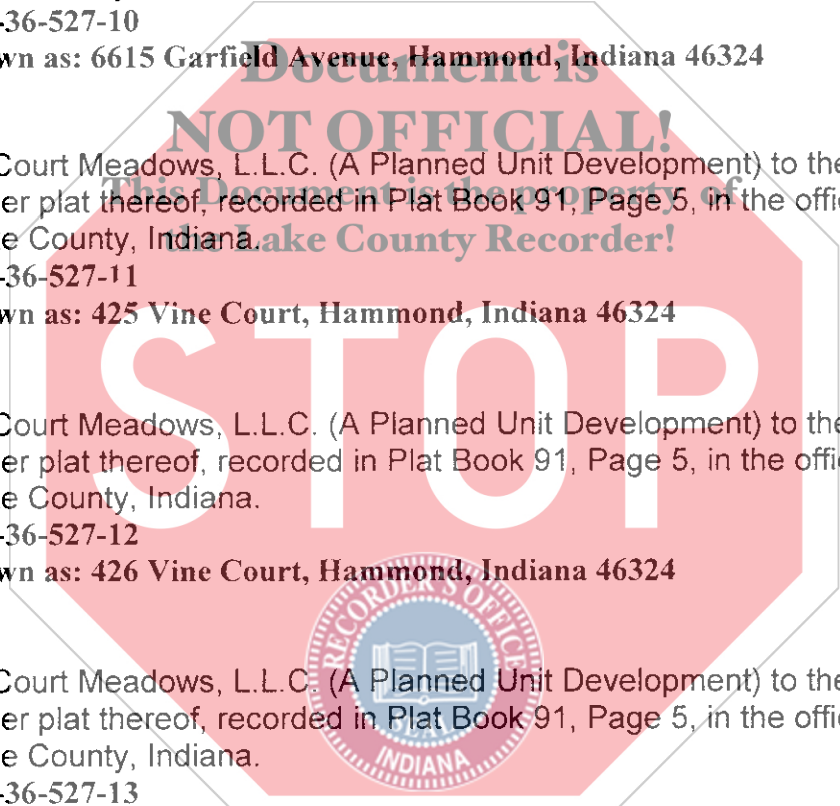 -36-527-10
wn as: 6615 Garfield Avenue, Hammond, Indiana 46324
Document is
NOT OFFICIAL!
This Document is the property of
the Lake County Recorder!
Court Meadows, L.L.C. (A Planned Unit Development) to the
er plat thereof, recorded in Plat Book 91, Page 5, in the offi
e County, Indiana.
-36-527-11
wn as: 425 Vine Court, Hammond, Indiana 46324
STOP
Court Meadows, L.L.C. (A Planned Unit Development) to the
er plat thereof, recorded in Plat Book 91, Page 5, in the offi
e County, Indiana.
-36-527-12
wn as: 426 Vine Court, Hammond, Indiana 46324
RECORDER'S OFFICE
SEAL
INDIANA
Court Meadows, L.L.C. (A Planned Unit Development) to the
er plat thereof, recorded in Plat Book 91, Page 5, in the offi
e County, Indiana.
-36-527-13